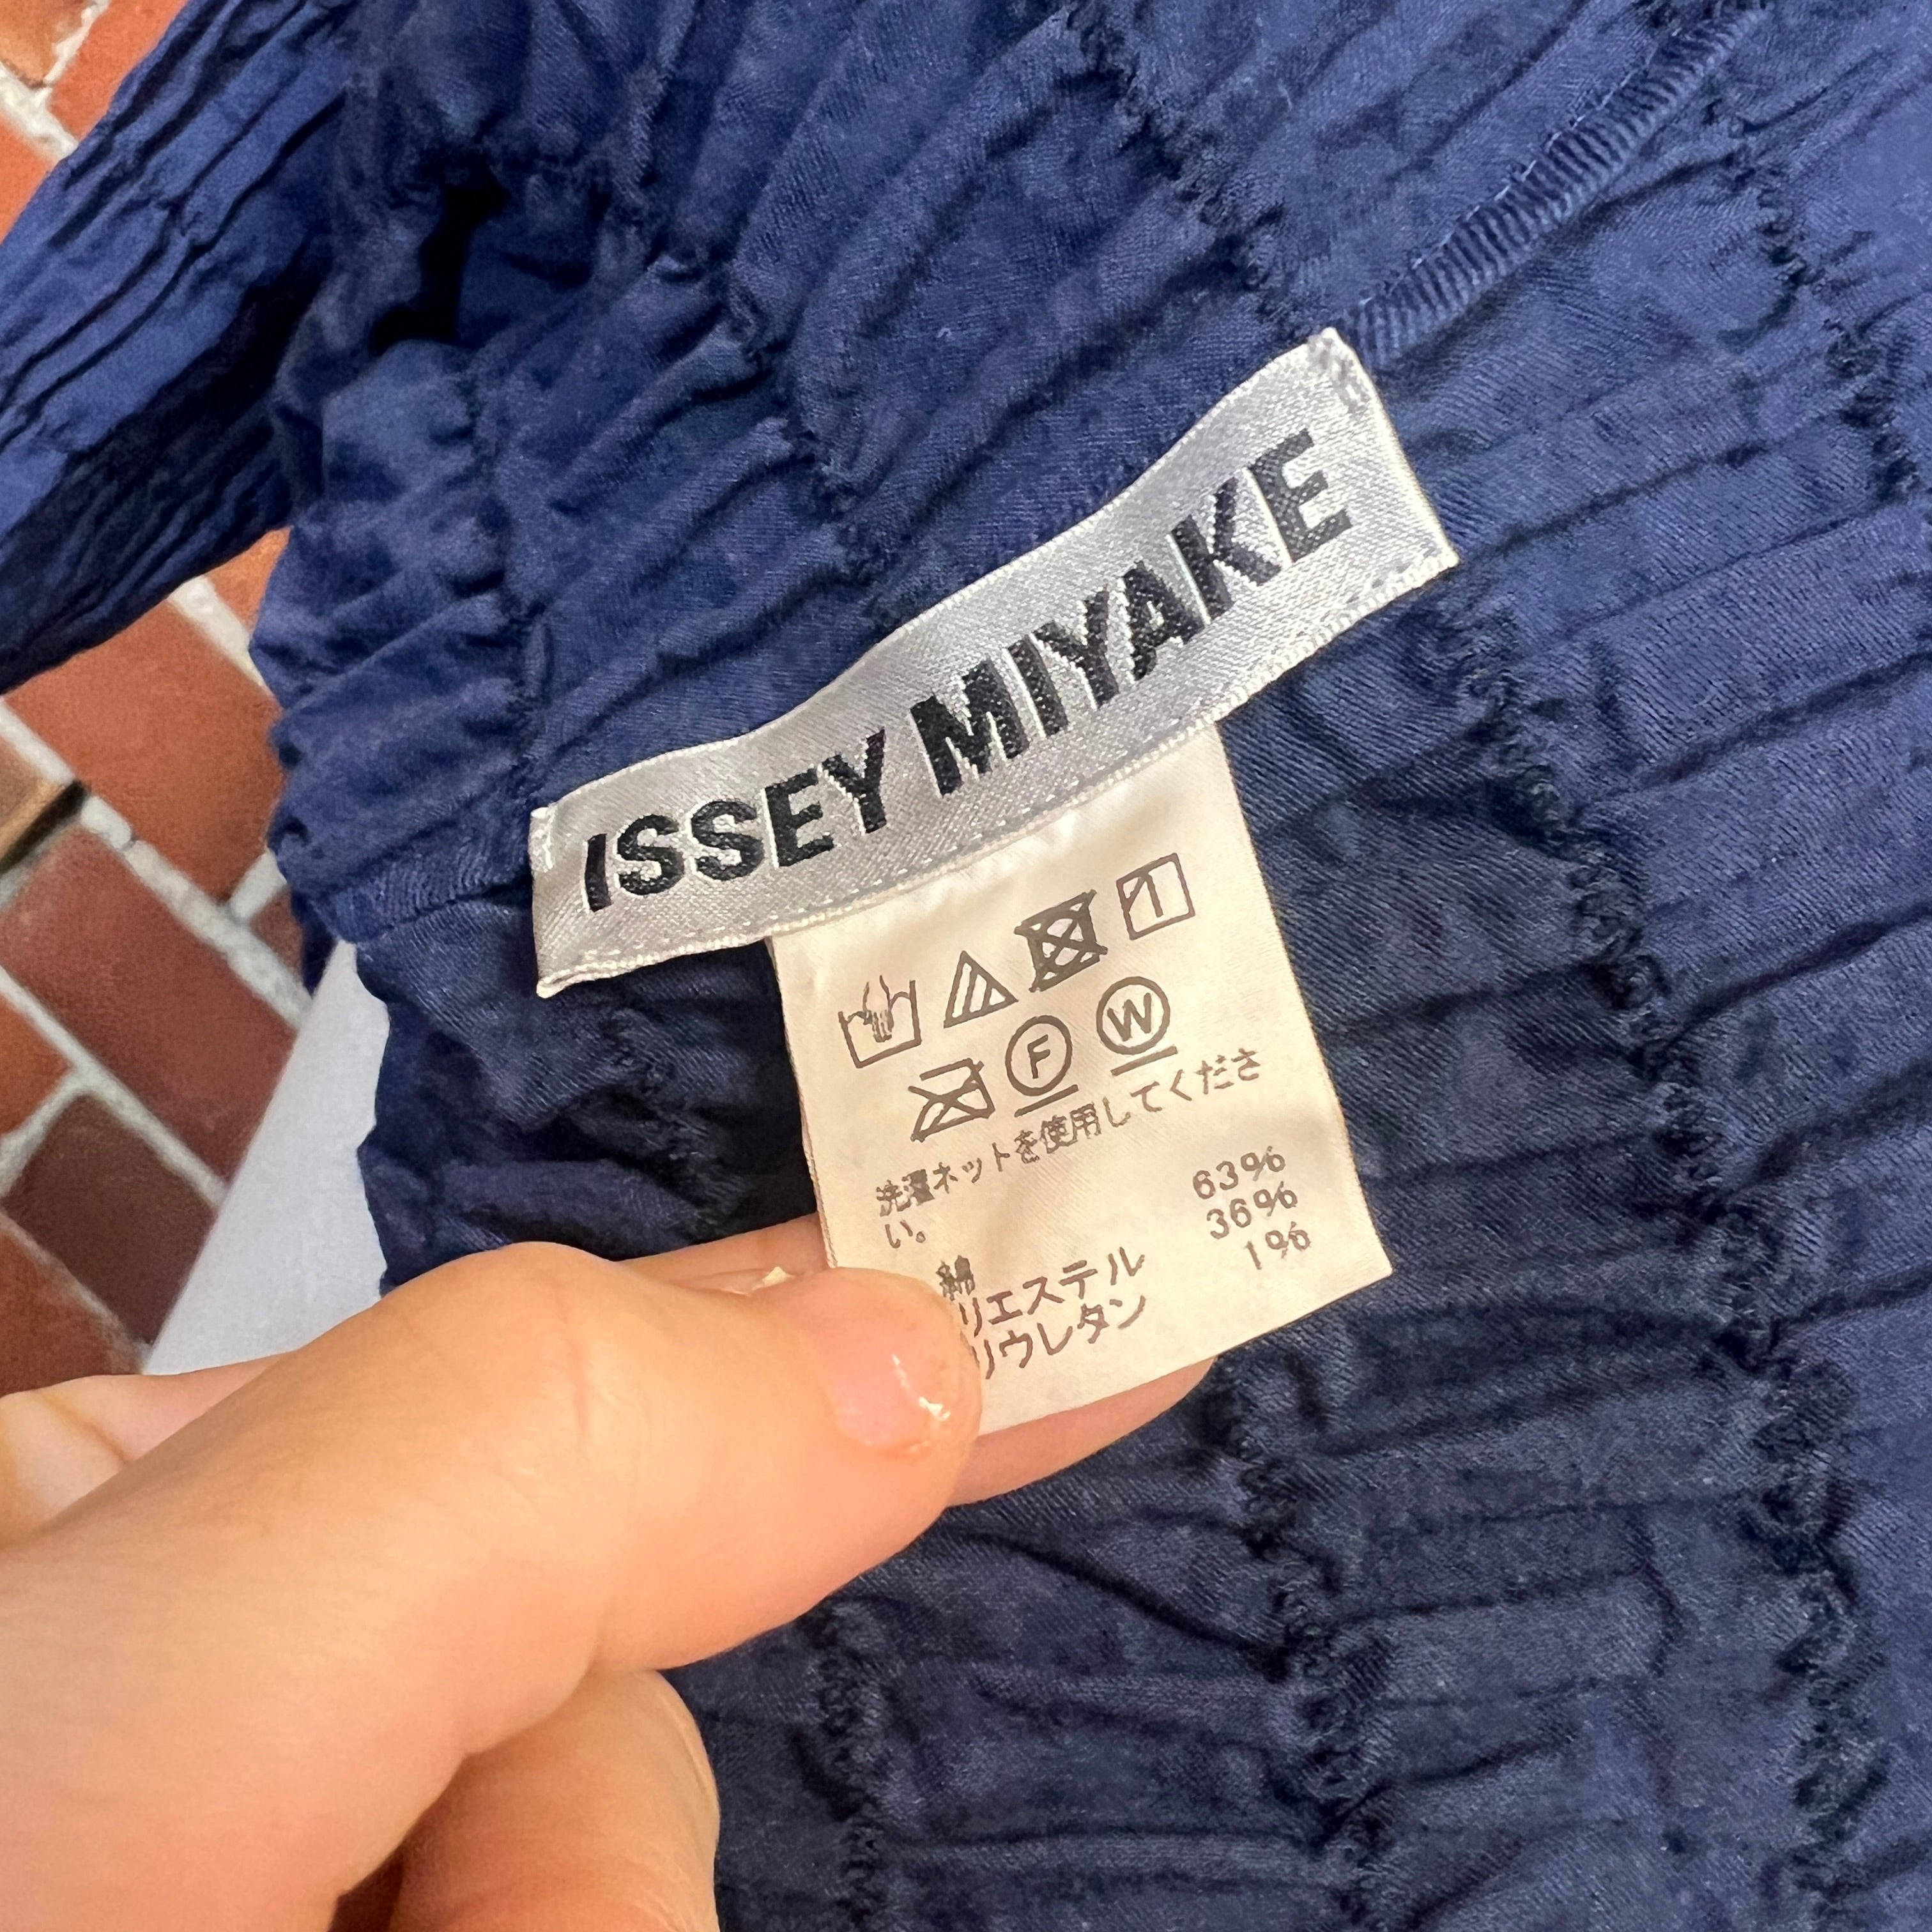 ISSEY MIYAKE
F W
洗濯ネットを使用してくださ
い。
綿 63%
リエステル 36%
リウレタン 1%